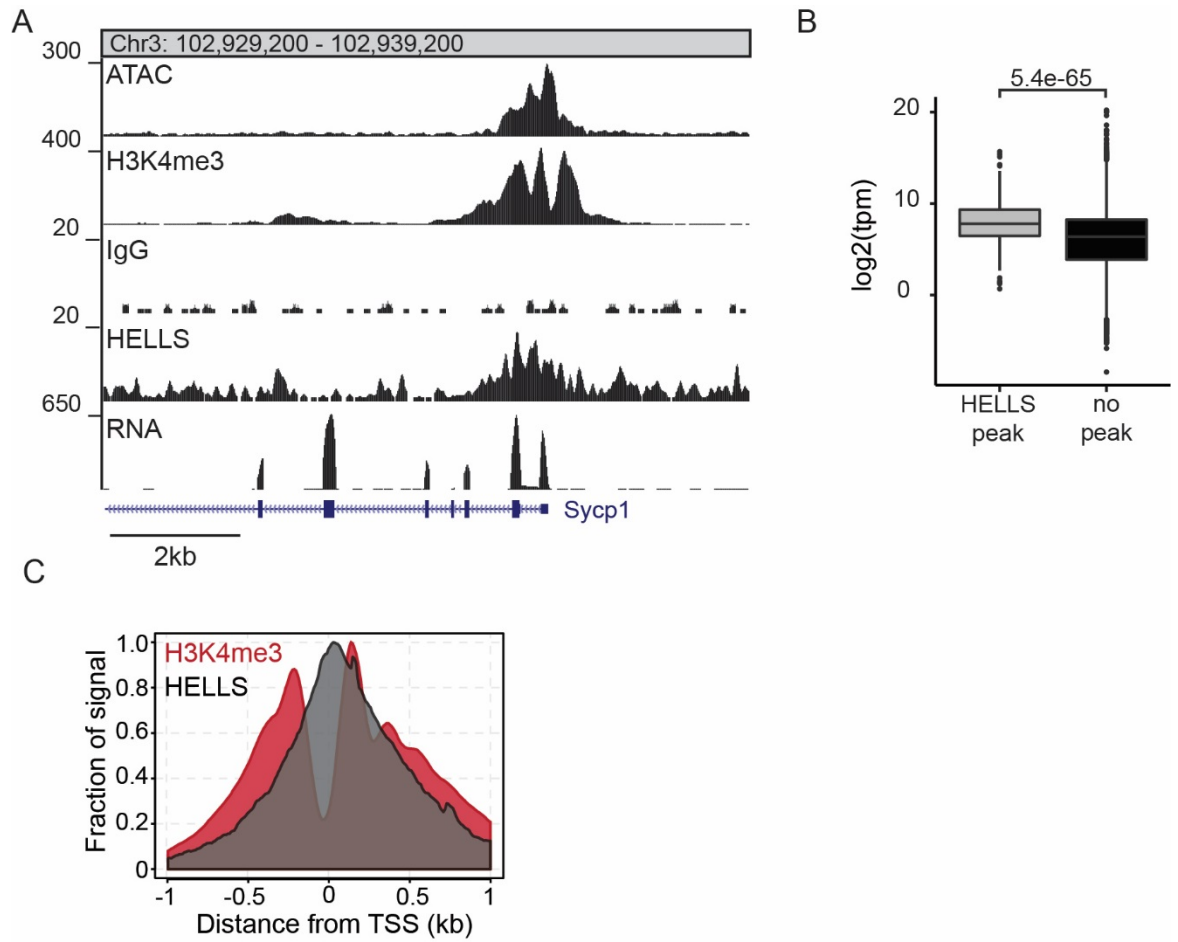 A
Chr3: 102,929,200 - 102,939,200
300
ATAC
400
H3K4me3
20
IgG
20
HELLS
650
RNA
Sycp1
2kb
B
5.4e-65
20
10
0
log2(tpm)
HELLS
peak
no
peak
C
H3K4me3
HELLS
1.0
0.8
0.6
0.4
0.2
0
Fraction of signal
-1
-0.5
0
0.5
1
Distance from TSS (kb)